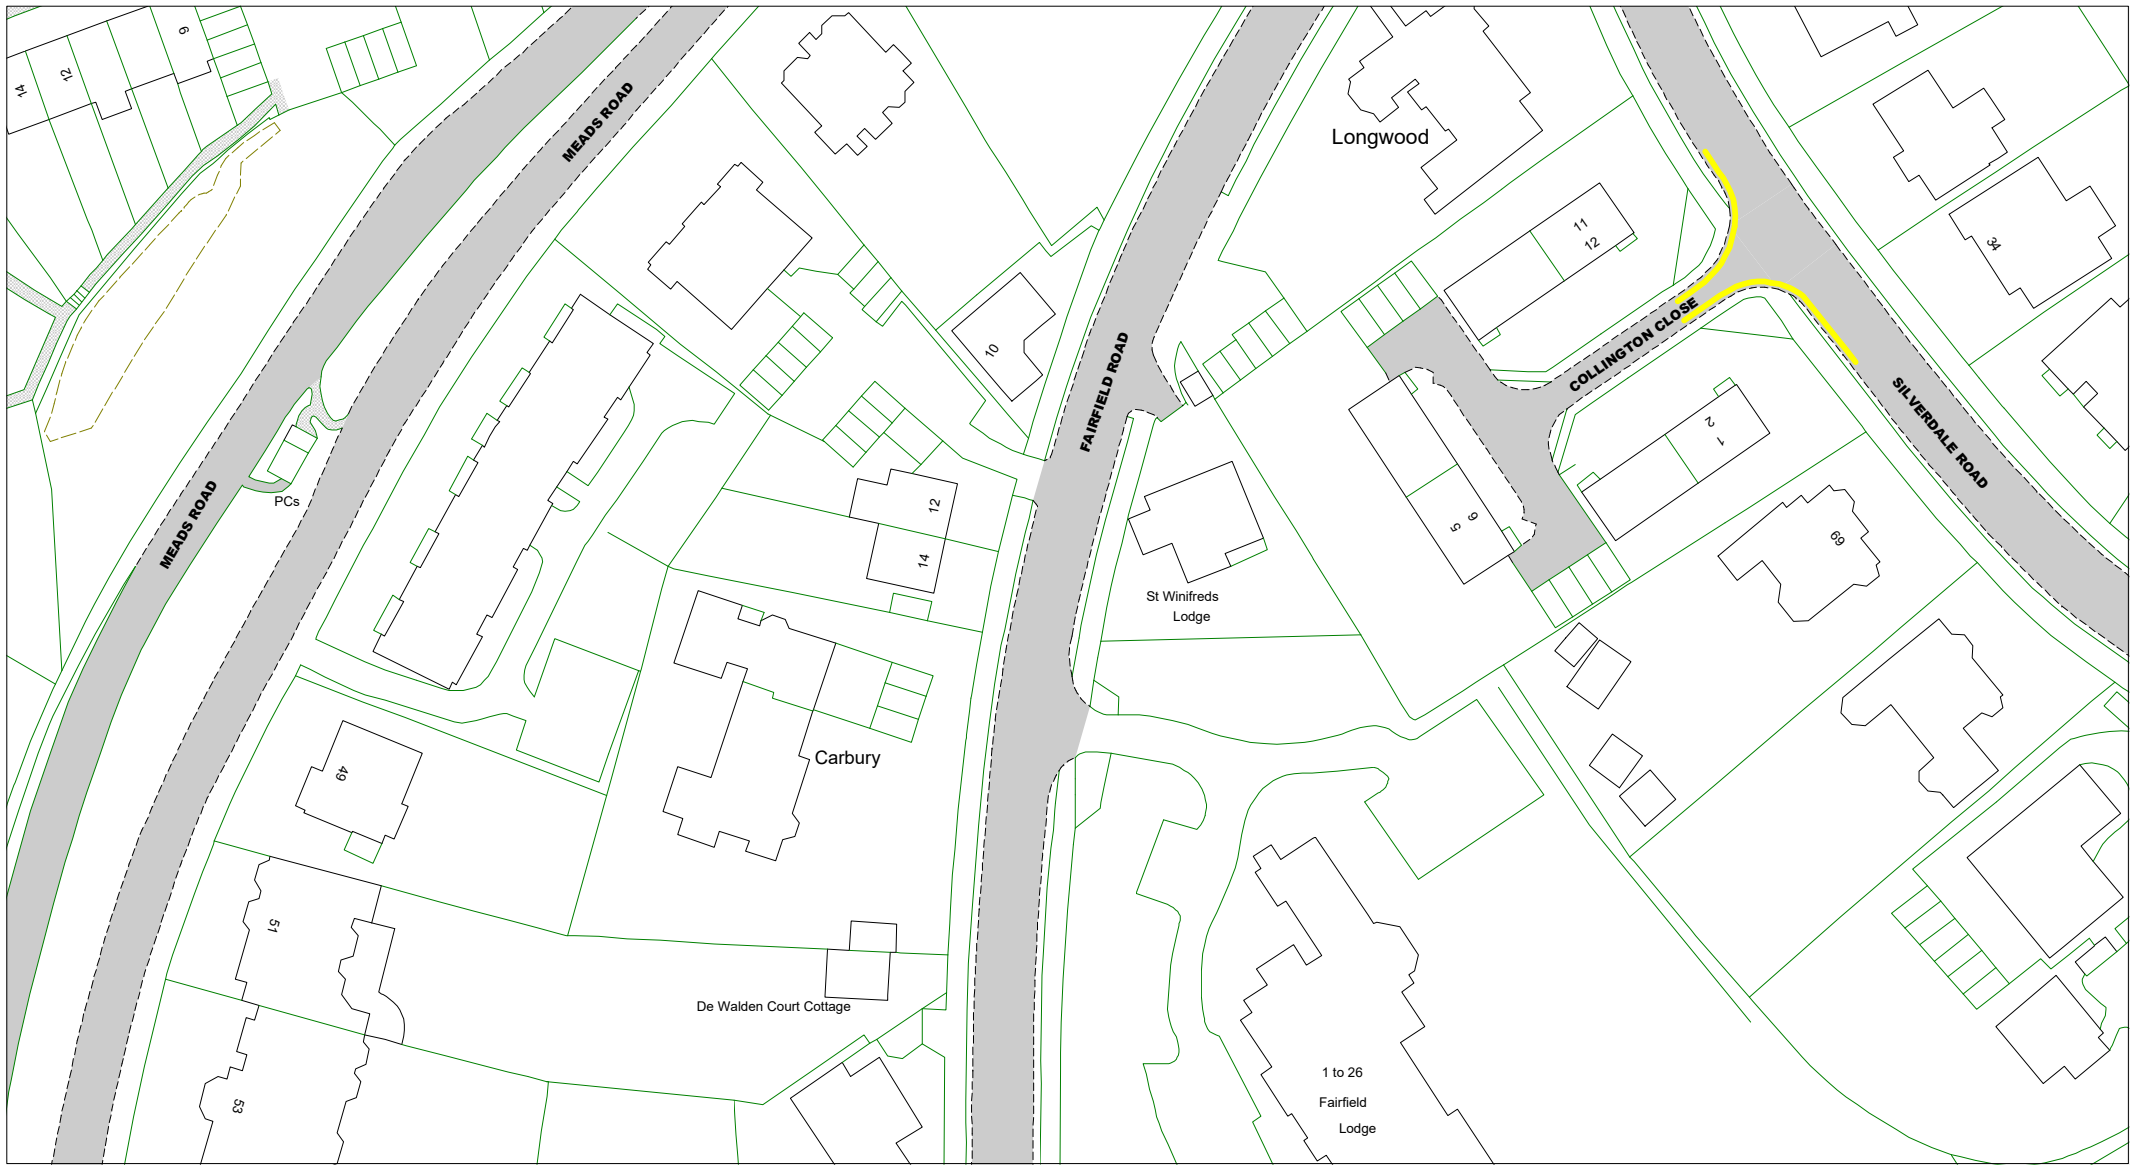 9
12
14
MEADS ROAD
Longwood
11
12
34
COLLINGTON CLOSE
10
FAIRFIELD ROAD
SILVERDALE ROAD
2
1
PCs
MEADS ROAD
12
14
6
5
69
St Winifreds
Lodge
Carbury
49
51
De Walden Court Cottage
53
1 to 26
Fairfield
Lodge